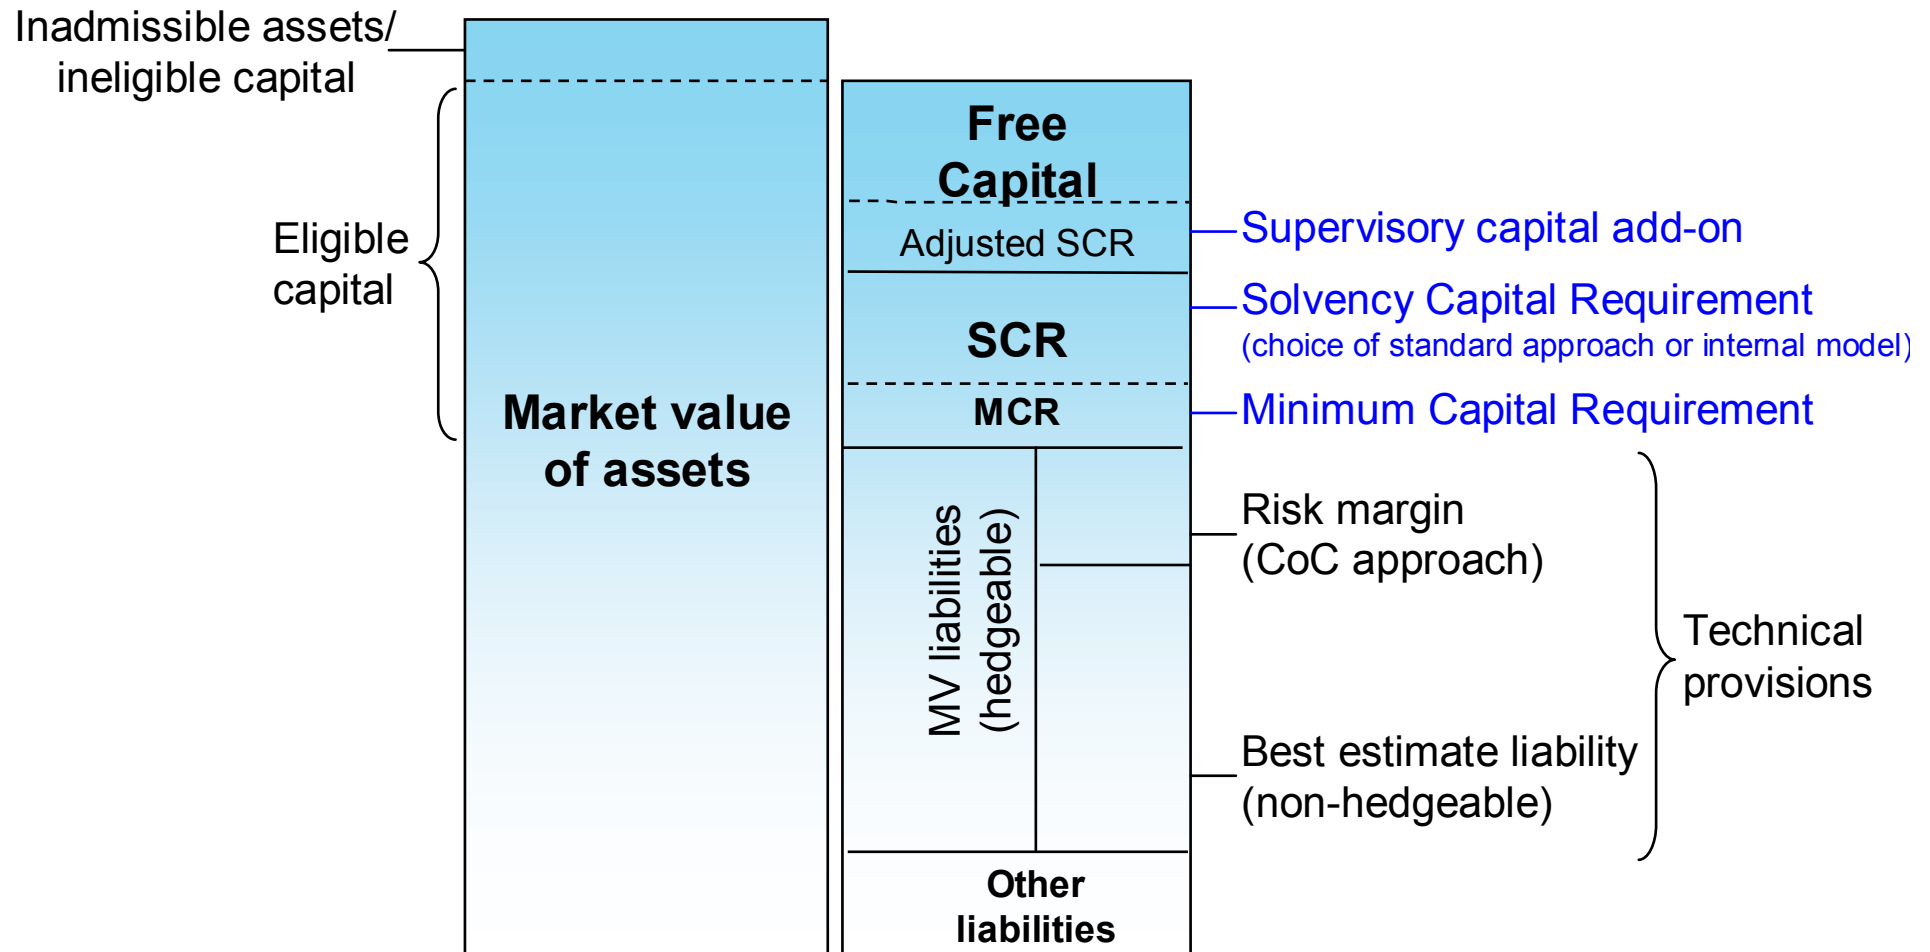 Inadmissible assets/
ineligible capital
Eligible
capital
Market value
of assets
Free
Capital
Adjusted SCR
SCR
MCR
MV liabilities
(hedgeable)
Other
liabilities
Supervisory capital add-on
Solvency Capital Requirement
(choice of standard approach or internal model)
Minimum Capital Requirement
Risk margin
(CoC approach)
Best estimate liability
(non-hedgeable)
Technical
provisions